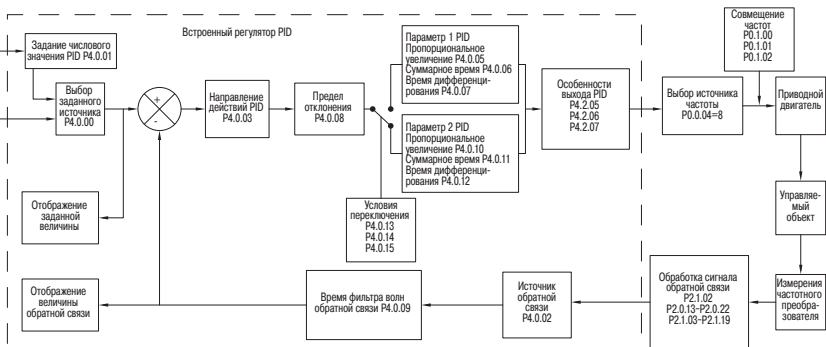 Встроенный регулятор PID
Задание числового
значения PID P4.0.01
Выбор
заданного
источника
P4.0.00
+
-
Направление
действий PID
P4.0.03
Предел
отклонения
P4.0.08
Параметр 1 PID
Пропорциональное
увеличение P4.0.05
Суммарное время P4.0.06
Время дифференци-
рования P4.0.07
Параметр 2 PID
Пропорциональное
увеличение P4.0.10
Суммарное время P4.0.11
Время дифференци-
рования P4.0.12
Условия
переключения
P4.0.13
P4.0.14
P4.0.15
Особенности
выхода PID
P4.2.05
P4.2.06
P4.2.07
Выбор источника
частоты
P0.0.04=8
Совмещение
частот
P0.1.00
P0.1.01
P0.1.02
Приводной
двигатель
Управляе-
мый
объект
Измерения
частотного
преобра-
зователя
Обработка сигнала
обратной связи
P2.1.02
P2.0.13-P2.0.22
P2.1.03-P2.1.19
Источник
обратной
связи
P4.0.02
Время фильтра волн
обратной связи P4.0.09
Отображение
заданной
величины
Отображение
величины
обратной связи